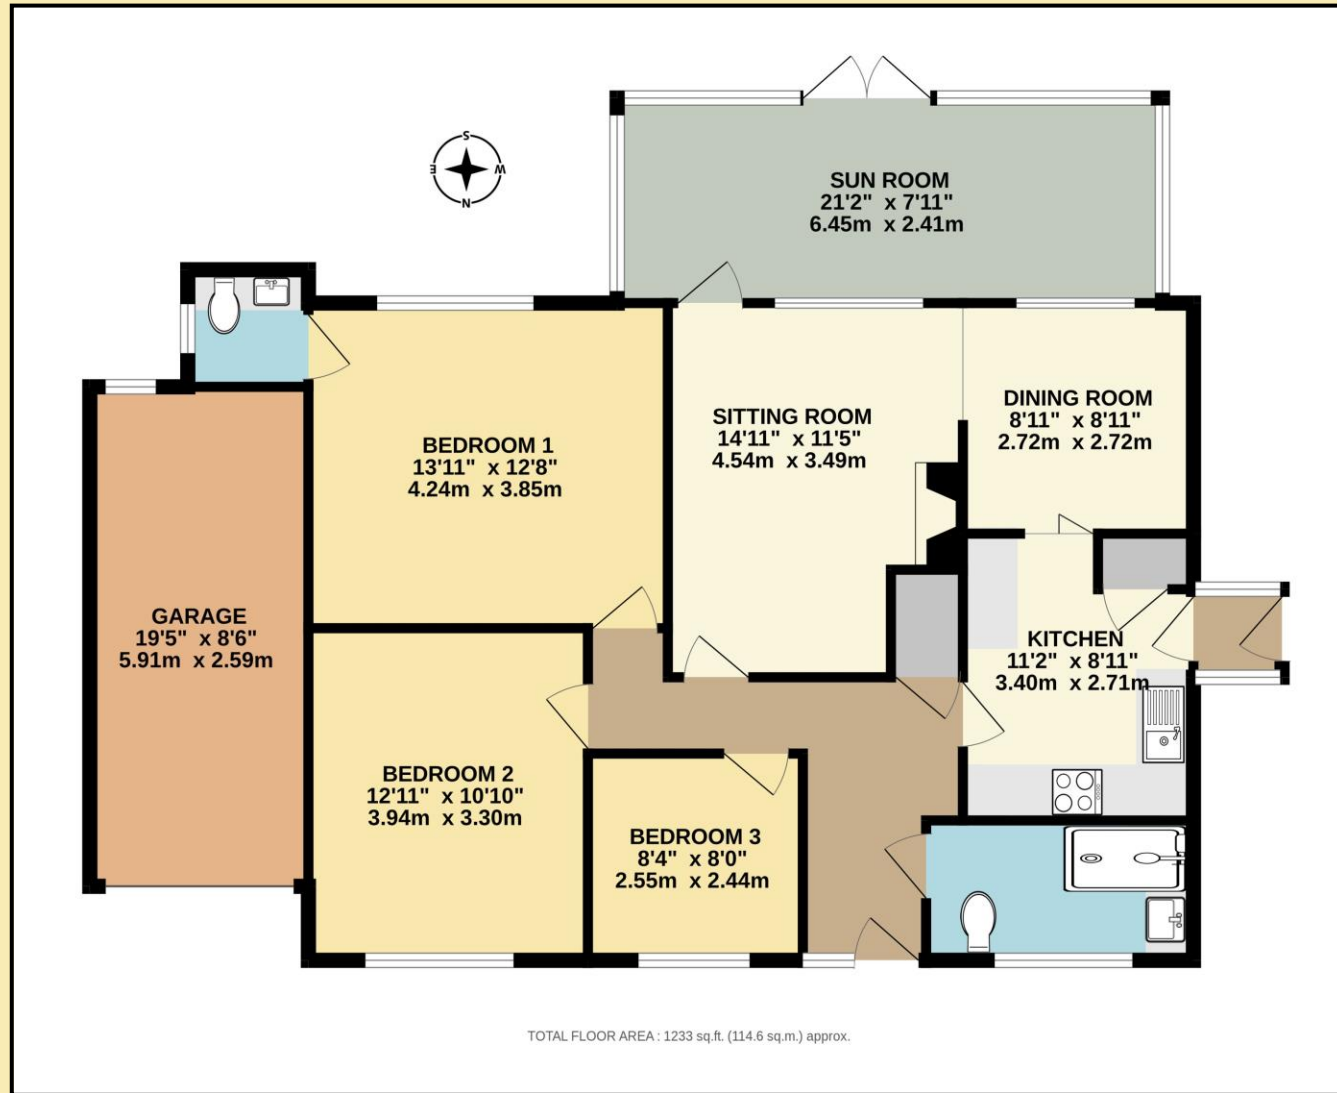 S
E W
N
SUN ROOM
21'2" x 7'11"
6.45m x 2.41m
BEDROOM 1
13'11" x 12'8"
4.24m x 3.85m
SITTING ROOM
14'11" x 11'5"
4.54m x 3.49m
DINING ROOM
8'11" x 8'11"
2.72m x 2.72m
GARAGE
19'5" x 8'6"
5.91m x 2.59m
KITCHEN
11'2" x 8'11"
3.40m x 2.71m
BEDROOM 2
12'11" x 10'10"
3.94m x 3.30m
BEDROOM 3
8'4" x 8'0"
2.55m x 2.44m
TOTAL FLOOR AREA : 1233 sq.ft. (114.6 sq.m.) approx.